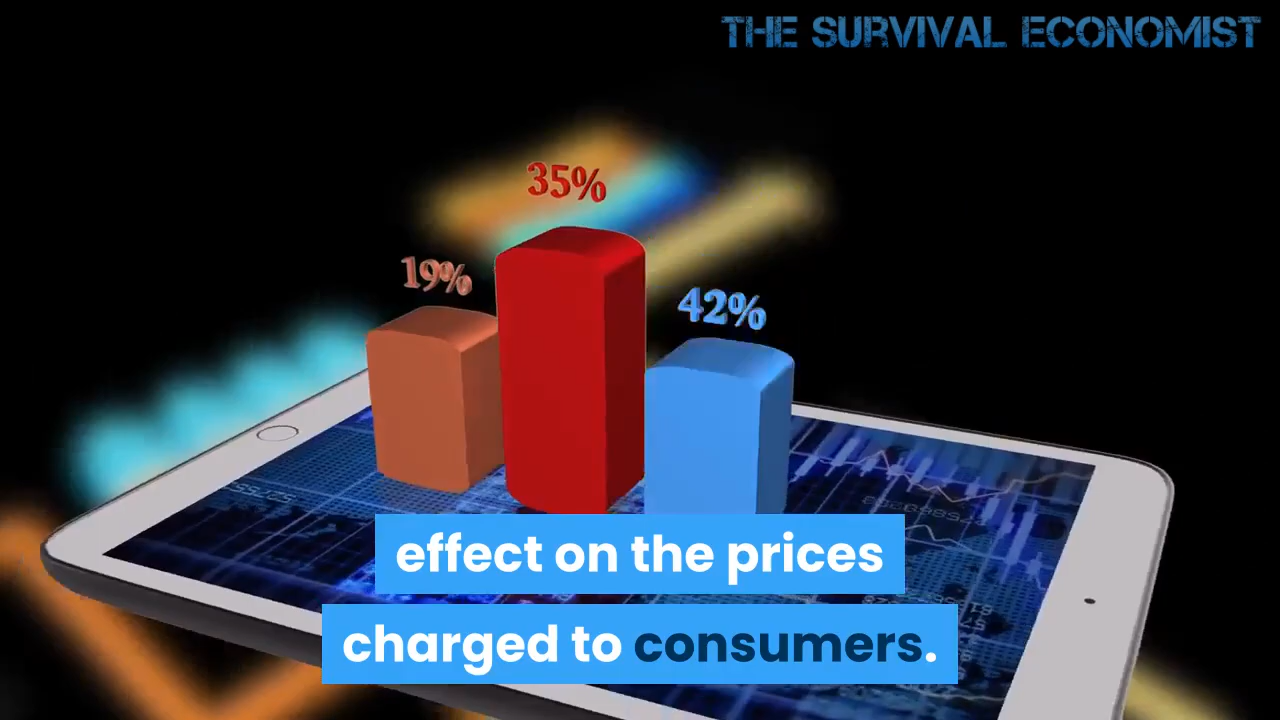 THE SURVIVAL ECONOMIST
35%
19%
42%
effect on the prices
charged to consumers.